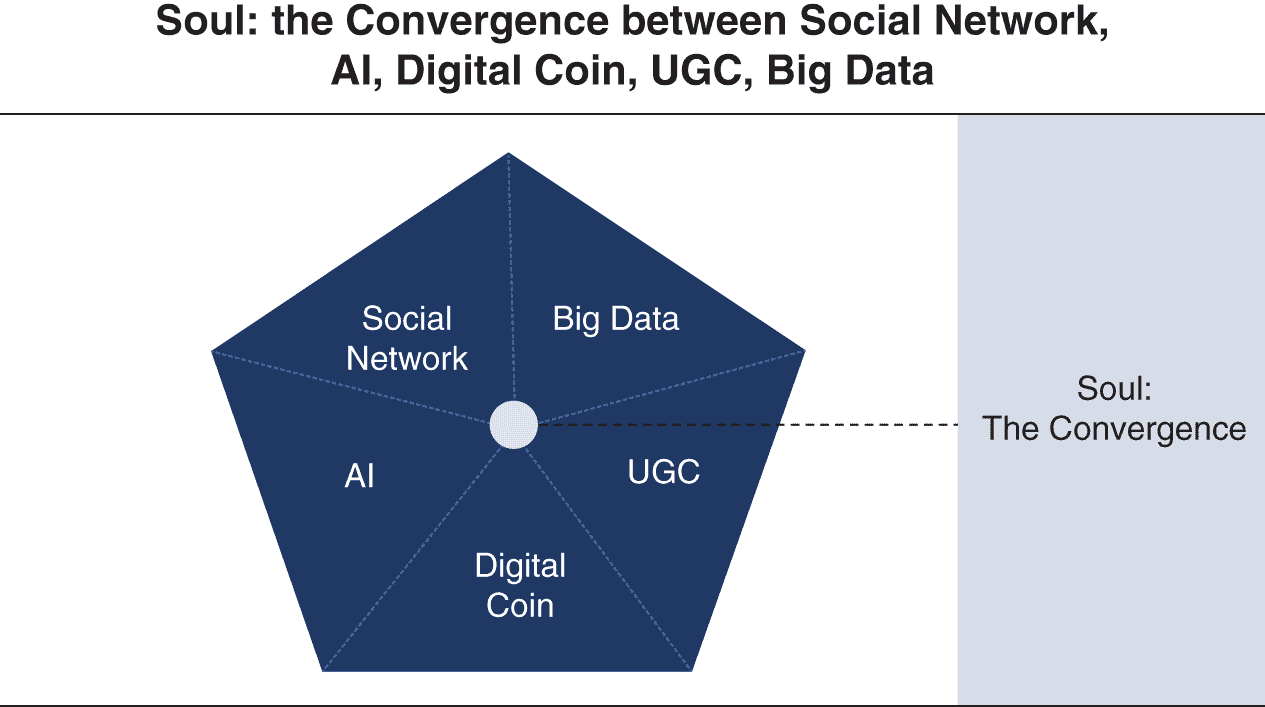 Soul: the Convergence between Social Network,
AI, Digital Coin, UGC, Big Data
Social
Network
Big Data
AI
UGC
Digital
Coin
Soul:
The Convergence